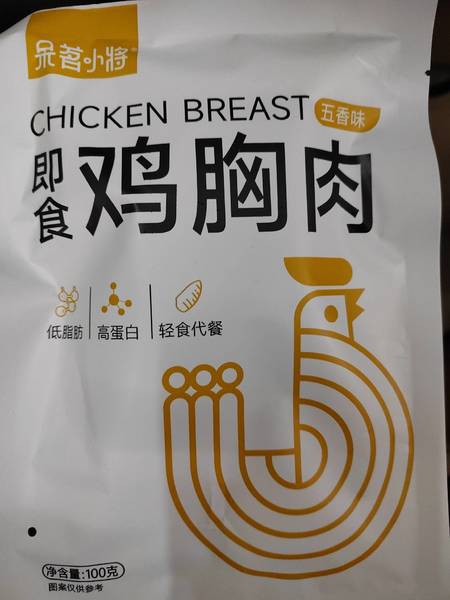 呆茗小将
CHICKEN BREAST
五香味
即食
鸡胸肉
低脂肪
高蛋白
轻食代餐
净含量:100克
图案仅供参考